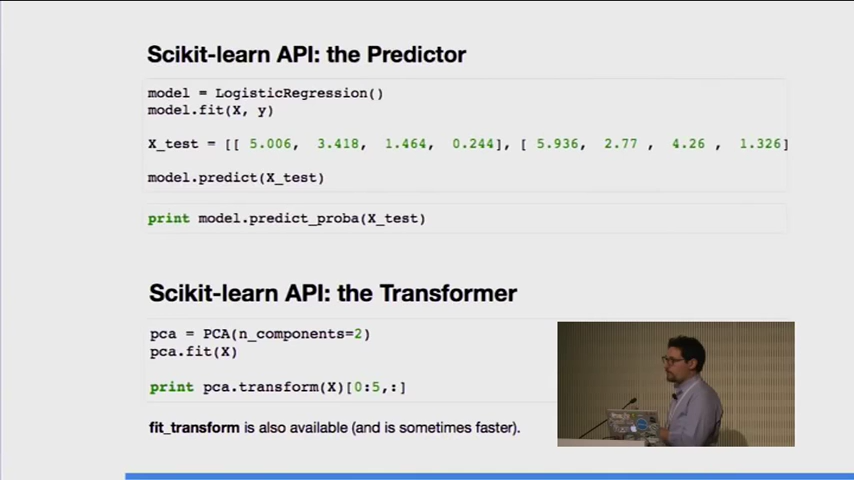 Scikit-learn API: the Predictor
model = LogisticRegression()
model.fit(X, y)
X_test = [[ 5.006, 3.418, 1.464, 0.244], [ 5.936, 2.77 , 4.26 , 1.326]
model.predict(X_test)
print model.predict_proba(X_test)
Scikit-learn API: the Transformer
pca = PCA(n_components=2)
pca.fit(X)
print pca.transform(X)[0:5,:]
fit_transform is also available (and is sometimes faster).